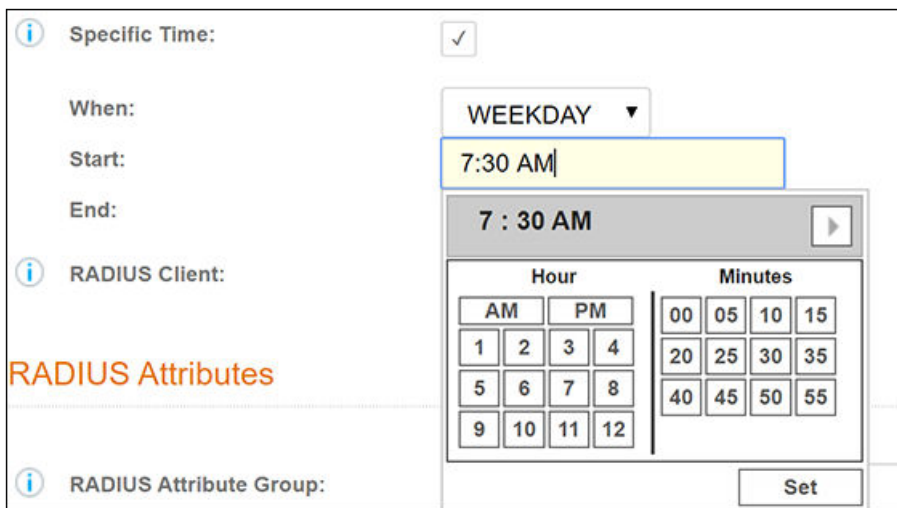 Specific Time:
When:
WEEKDAY
Start:
7:30 AM
End:
7 : 30 AM
RADIUS Client:
Hour
Minutes
AM PM
00 05 10 15
1 2 3 4
20 25 30 35
5 6 7 8
40 45 50 55
9 10 11 12
RADIUS Attributes
RADIUS Attribute Group:
Set